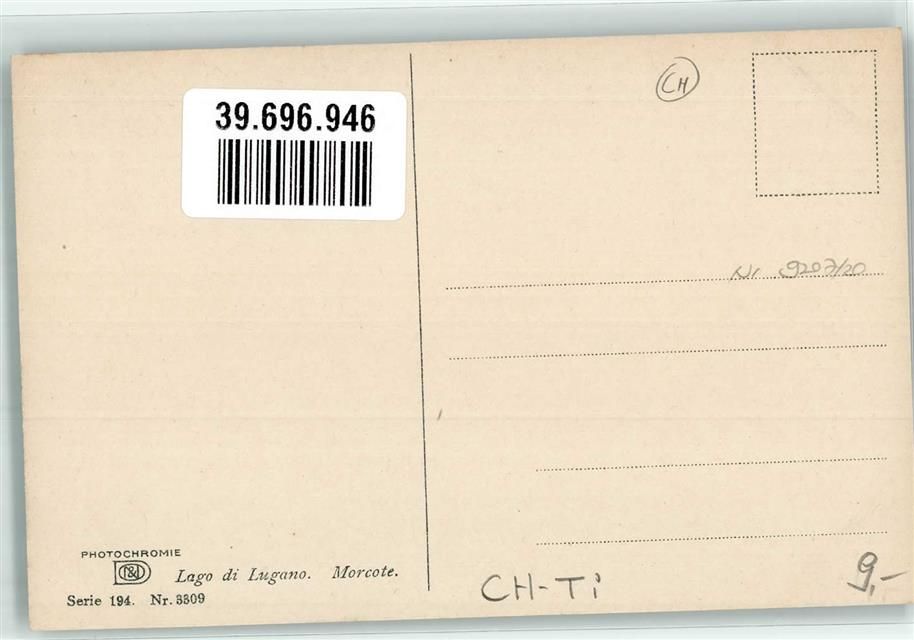 39.696.946
CH
Nr 9207/20
PHOTOCHROMIE
Lago di Lugano. Morcote.
Serie 194. Nr. 3309
CH-Ti
9,-